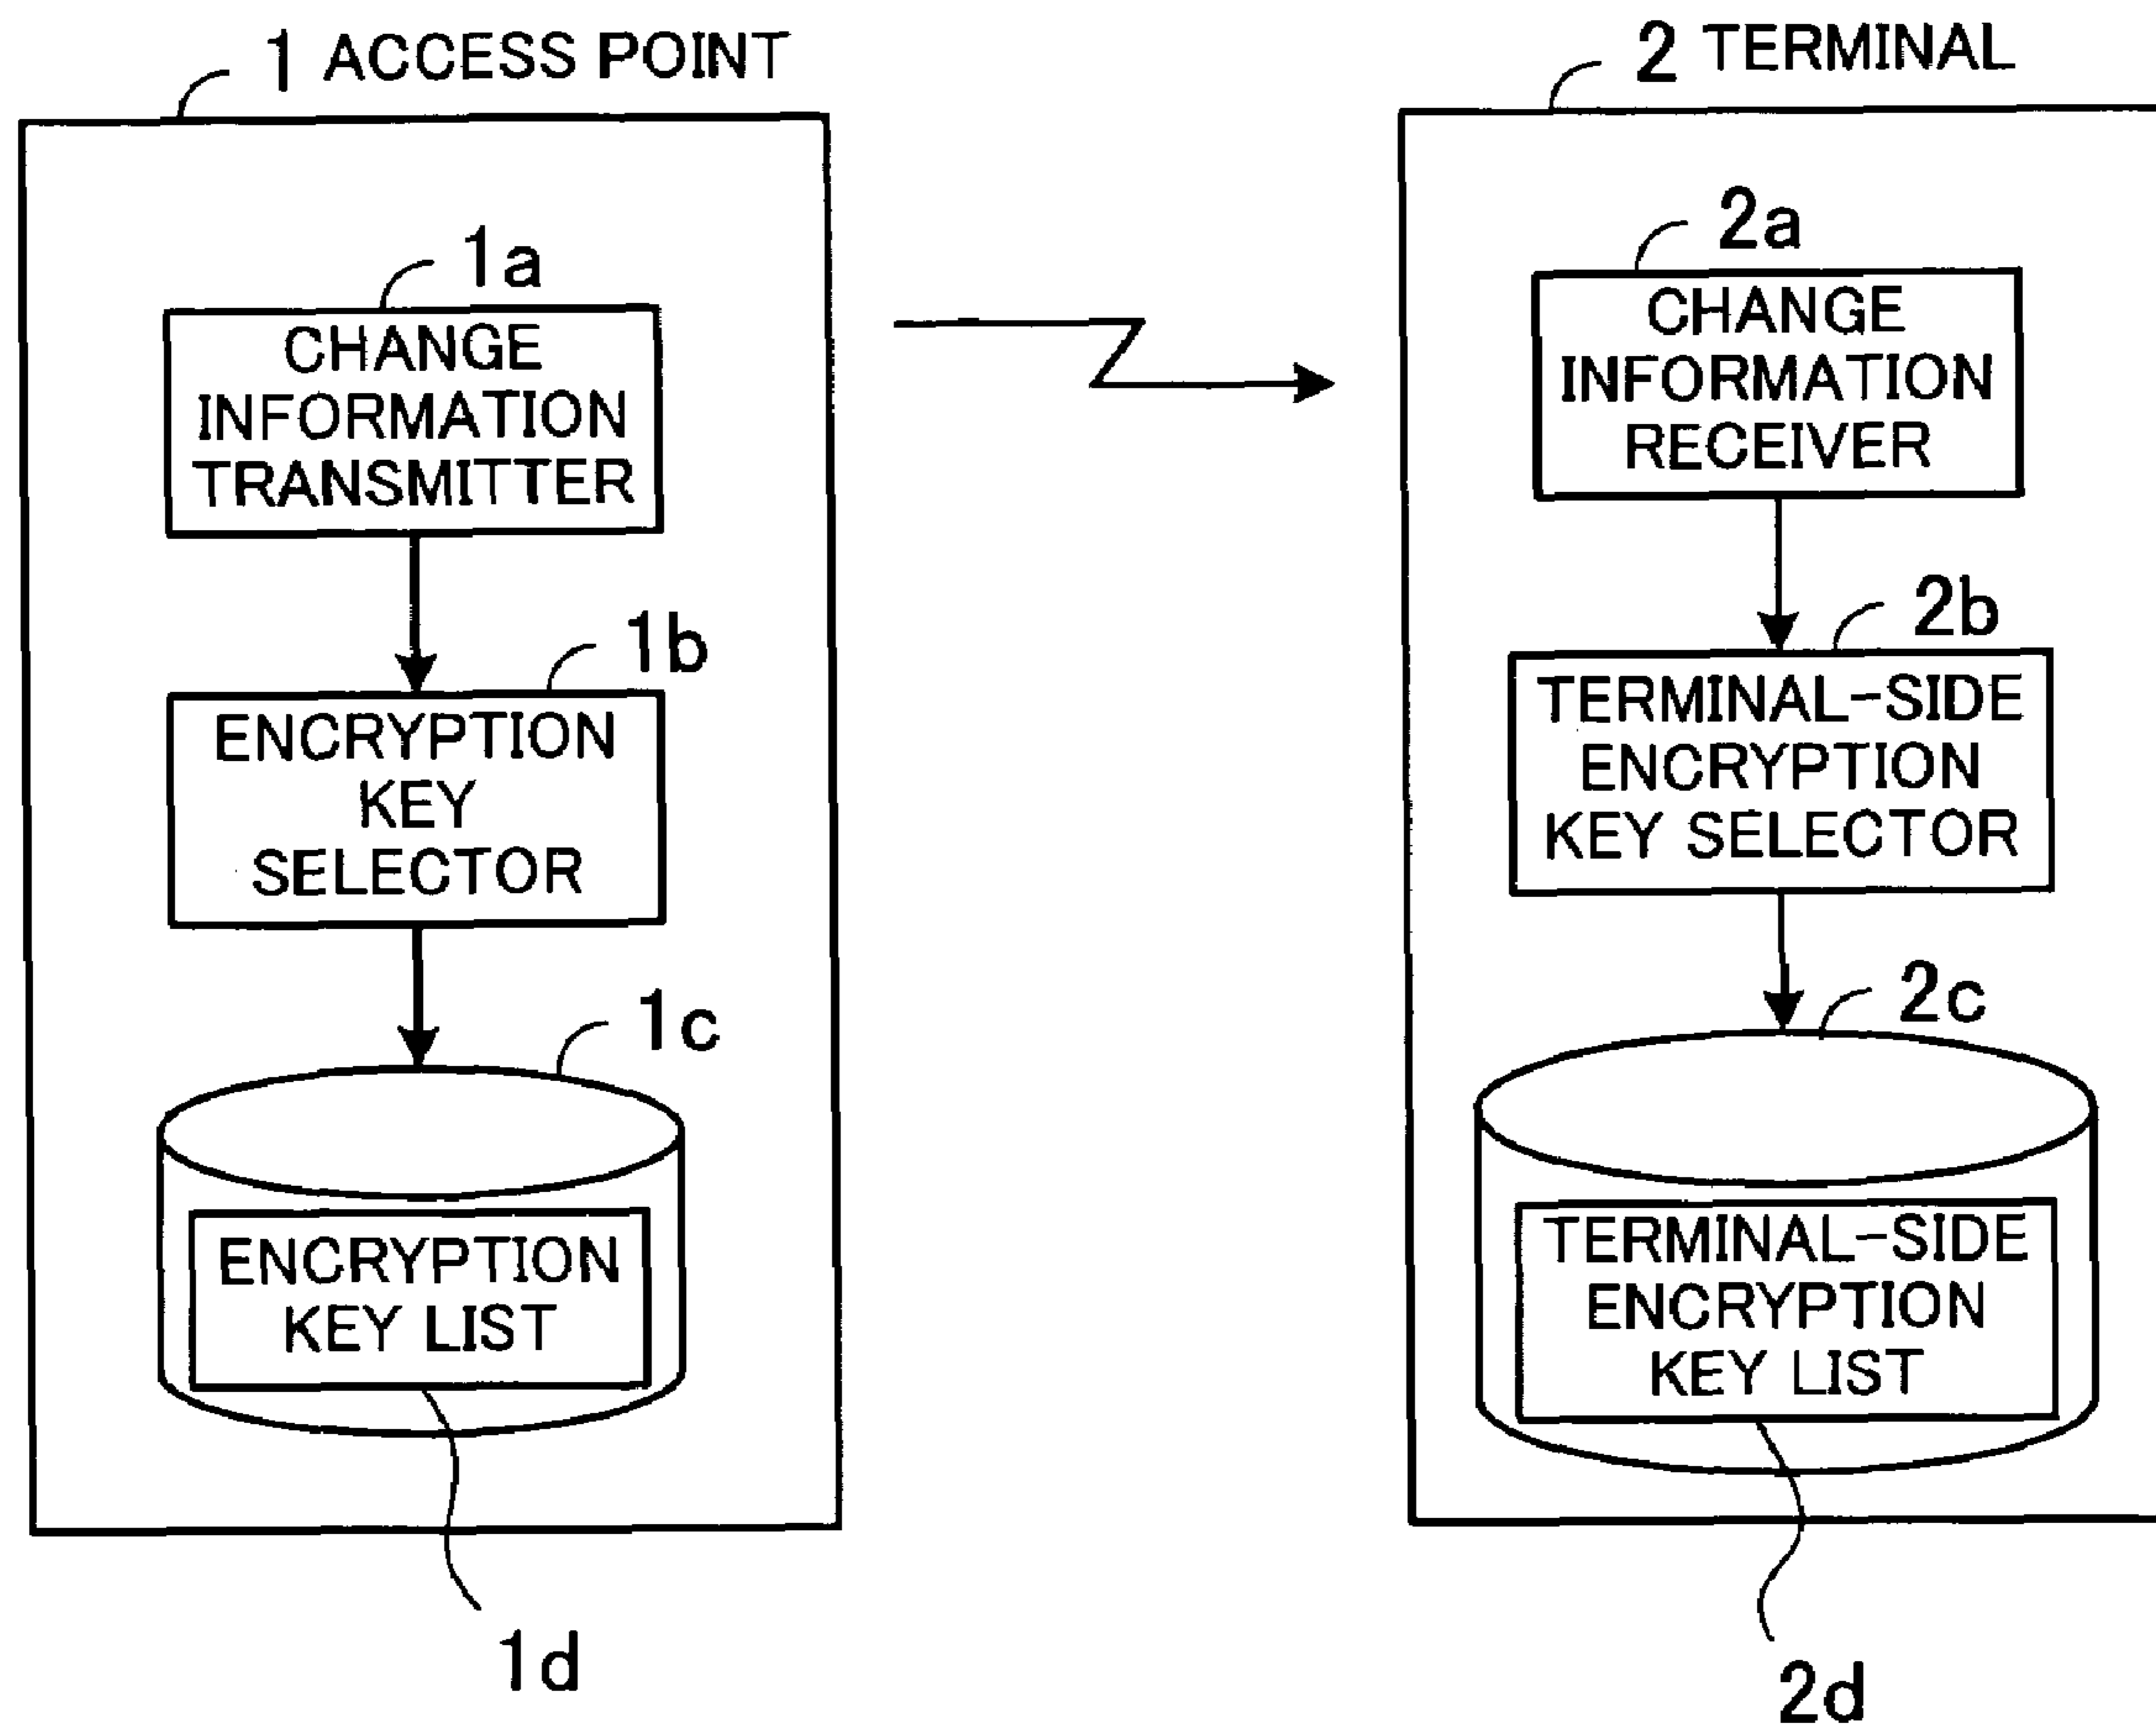 1 ACCESS POINT
1a
CHANGE
INFORMATION
TRANSMITTER
1b
ENCRYPTION
KEY
SELECTOR
1c
ENCRYPTION
KEY LIST
1d
2 TERMINAL
2a
CHANGE
INFORMATION
RECEIVER
2b
TERMINAL-SIDE
ENCRYPTION
KEY SELECTOR
2c
TERMINAL-SIDE
ENCRYPTION
KEY LIST
2d